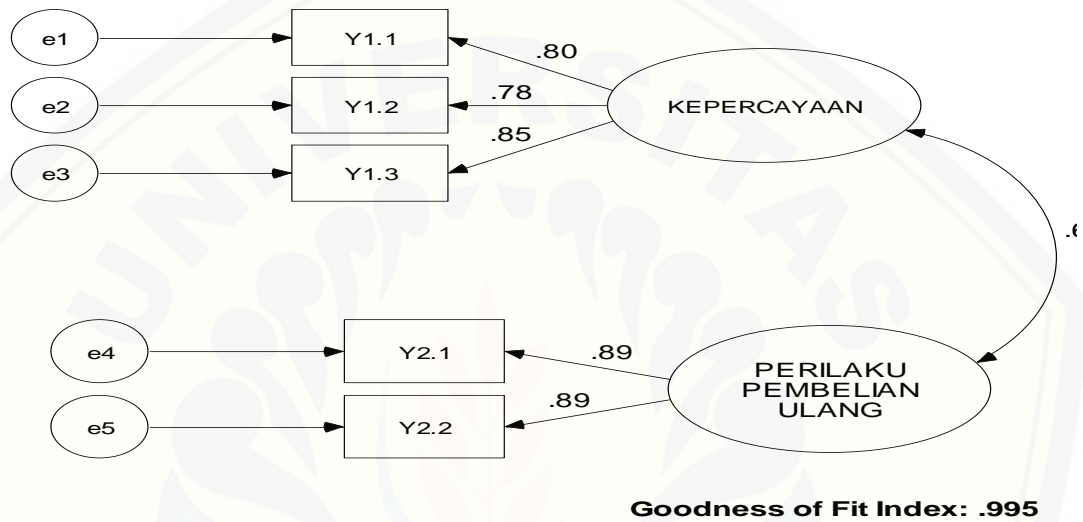 e1
Y1.1
.80
e2
Y1.2
.78
KEPERCAYAAN
e3
Y1.3
.85
e4
Y2.1
.89
PERILAKU
PEMBELIAN
ULANG
e5
Y2.2
.89
Goodness of Fit Index: .995
UNIVERSITAS